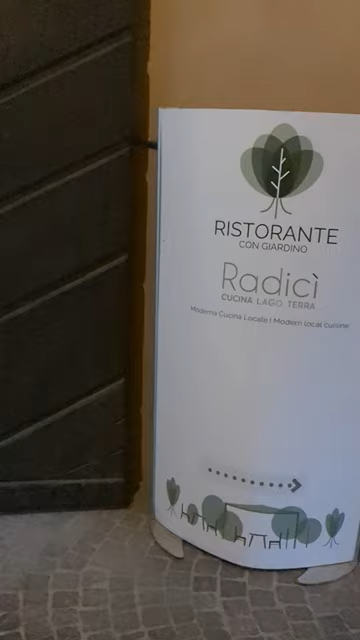 RISTORANTE
CON GIARDINO
Radicì
CUCINA LAGO TERRA
Moderna Cucina Locale | Modern local cuisine